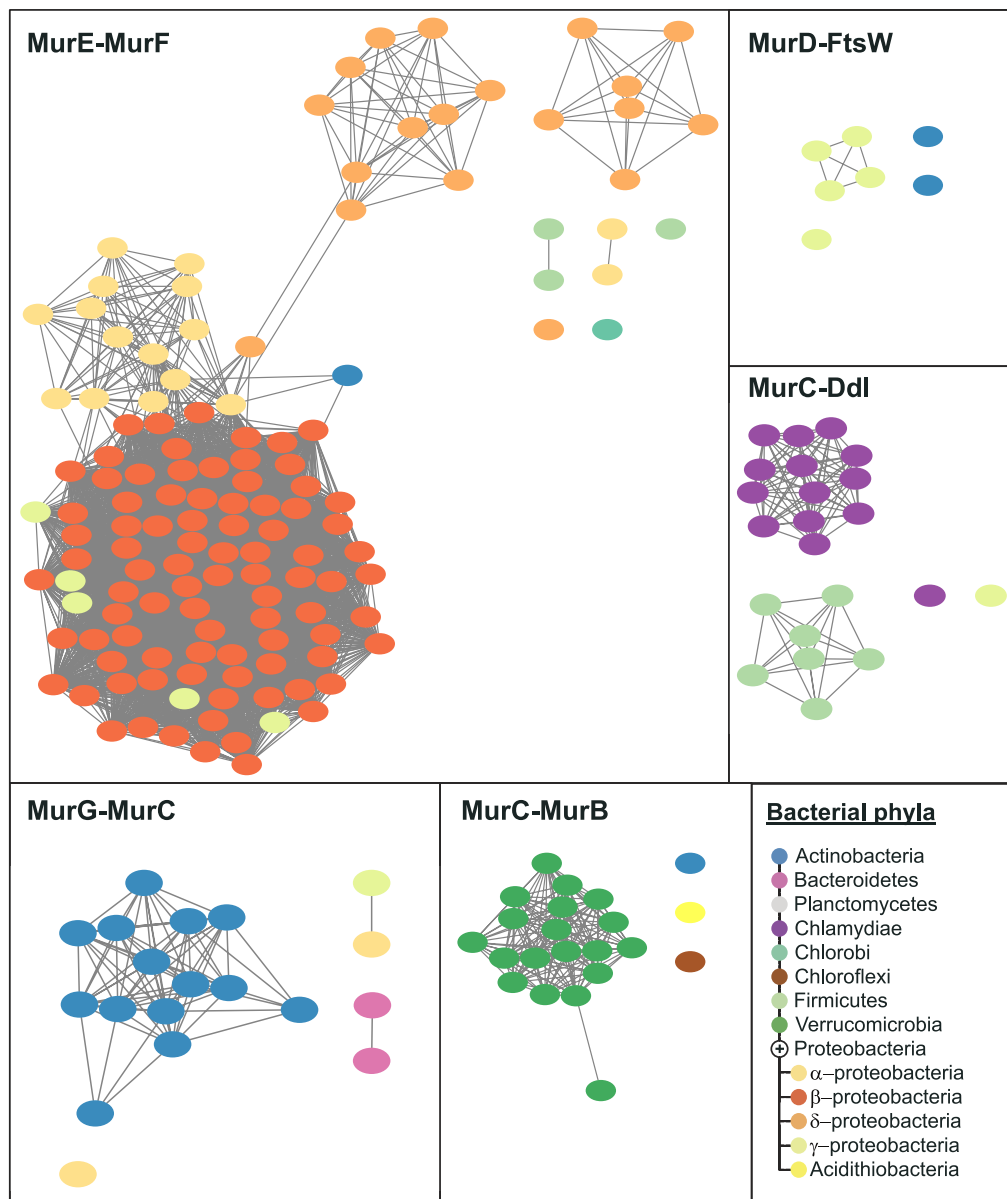 MurE-MurF
MurD-FtsW
MurC-Ddl
MurG-MurC
MurC-MurB
Bacterial phyla
Actinobacteria
Bacteroidetes
Planctomycetes
Chlamydiae
Chlorobi
Chloroflexi
Firmicutes
Verrucomicrobia
Proteobacteria
α–proteobacteria
β–proteobacteria
δ–proteobacteria
γ–proteobacteria
Acidithiobacteria